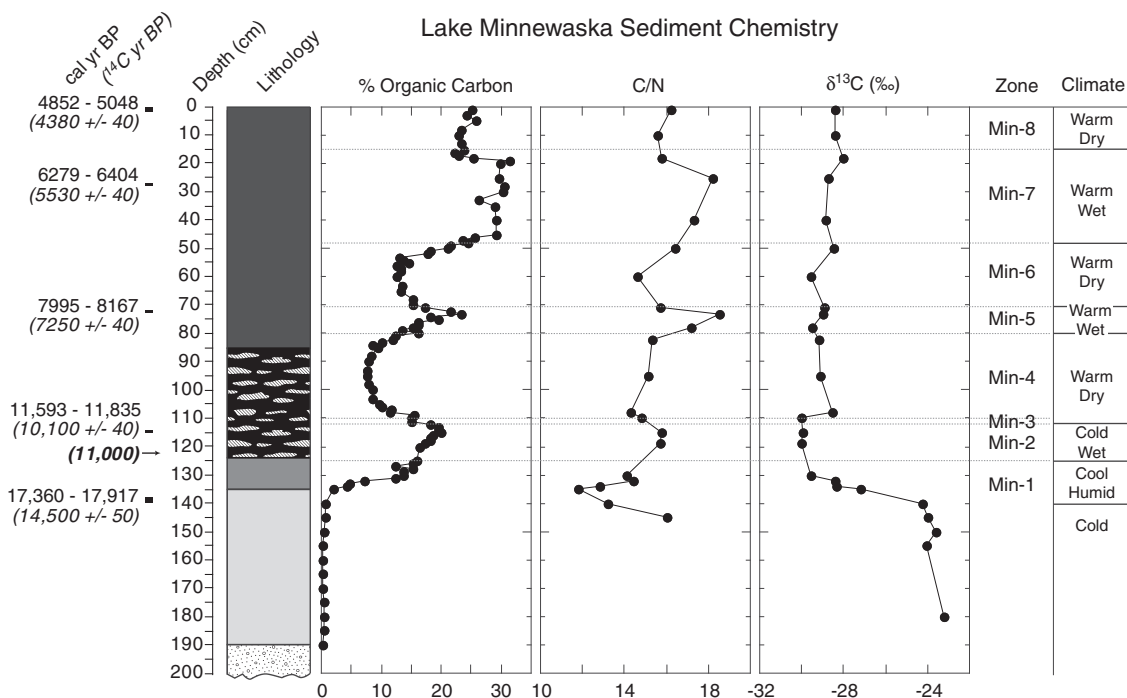 Lake Minnewaska Sediment Chemistry
cal yr BP
(14C yr BP)
Depth (cm)
Lithology
% Organic Carbon
C/N
δ13C (‰)
Zone
Climate
4852 - 5048
(4380 +/- 40)
6279 - 6404
(5530 +/- 40)
7995 - 8167
(7250 +/- 40)
11,593 - 11,835
(10,100 +/- 40)
(11,000)
17,360 - 17,917
(14,500 +/- 50)
0
10
20
30
40
50
60
70
80
90
100
110
120
130
140
150
160
170
180
190
200
Min-8
Min-7
Min-6
Min-5
Min-4
Min-3
Min-2
Min-1
Warm
Dry
Warm
Wet
Warm
Dry
Warm
Wet
Warm
Dry
Cold
Wet
Cool
Humid
Cold
0 10 20 30
10 14 18
-32 -28 -24